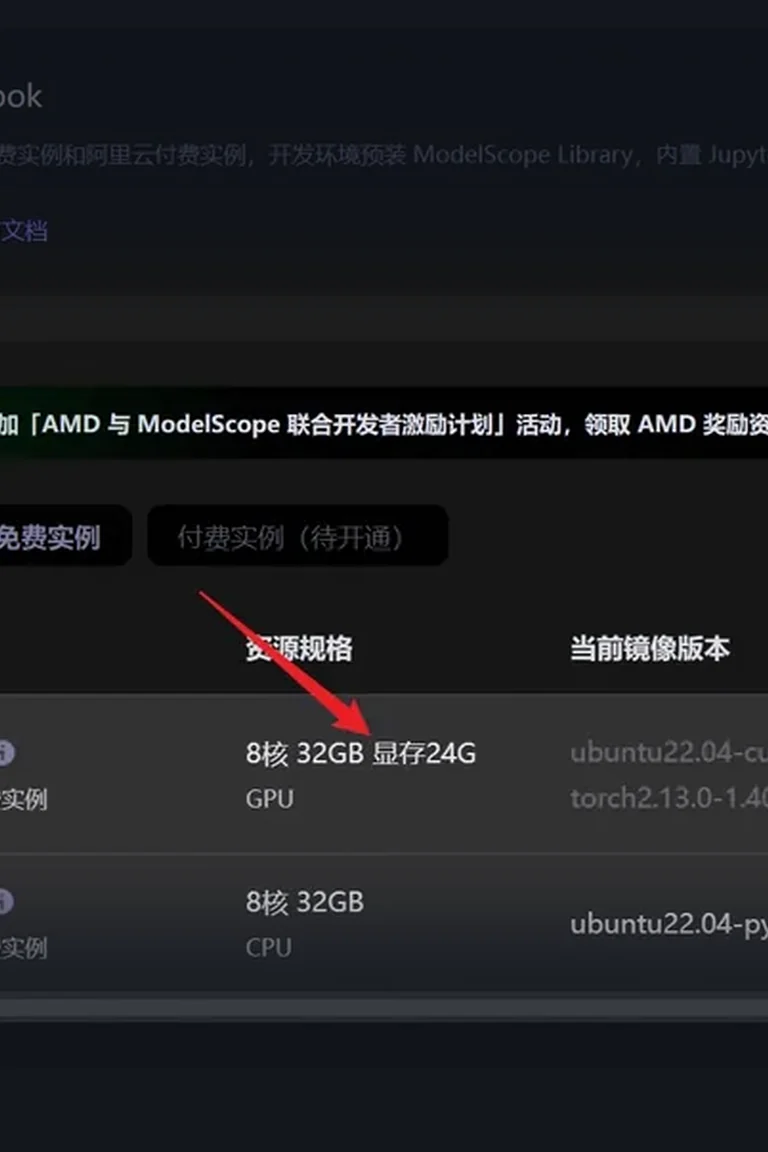 ook
费实例和阿里云付费实例，开发环境预装 ModelScope Library，内置 Jupyt
文档
加「AMD 与 ModelScope 联合开发者激励计划」活动，领取 AMD 奖励资
免费实例
付费实例（待开通）
资源规格
当前镜像版本
8核 32GB 显存24G
ubuntu22.04-cu
实例
GPU
torch2.13.0-1.40
8核 32GB
ubuntu22.04-py
实例
CPU